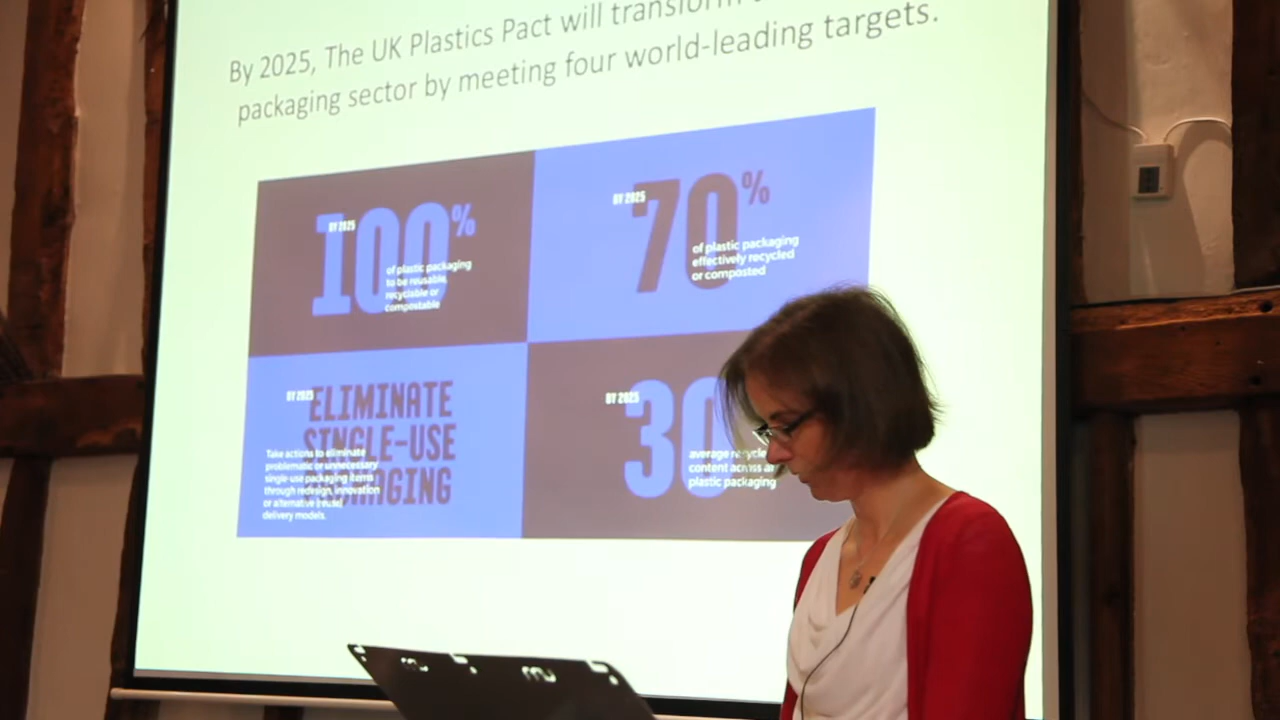 By 2025, The UK Plastics Pact will transform
packaging sector by meeting four world-leading targets.
BY 2025
100%
of plastic packaging
to be reusable,
recyclable or
compostable
BY 2025
70%
of plastic packaging
effectively recycled
or composted
BY 2025
ELIMINATE
SINGLE-USE
PACKAGING
Take actions to eliminate
problematic or unnecessary
single-use packaging items
through redesign, innovation
or alternative (reuse)
delivery models.
BY 2025
30
average recycle
content across
plastic packaging